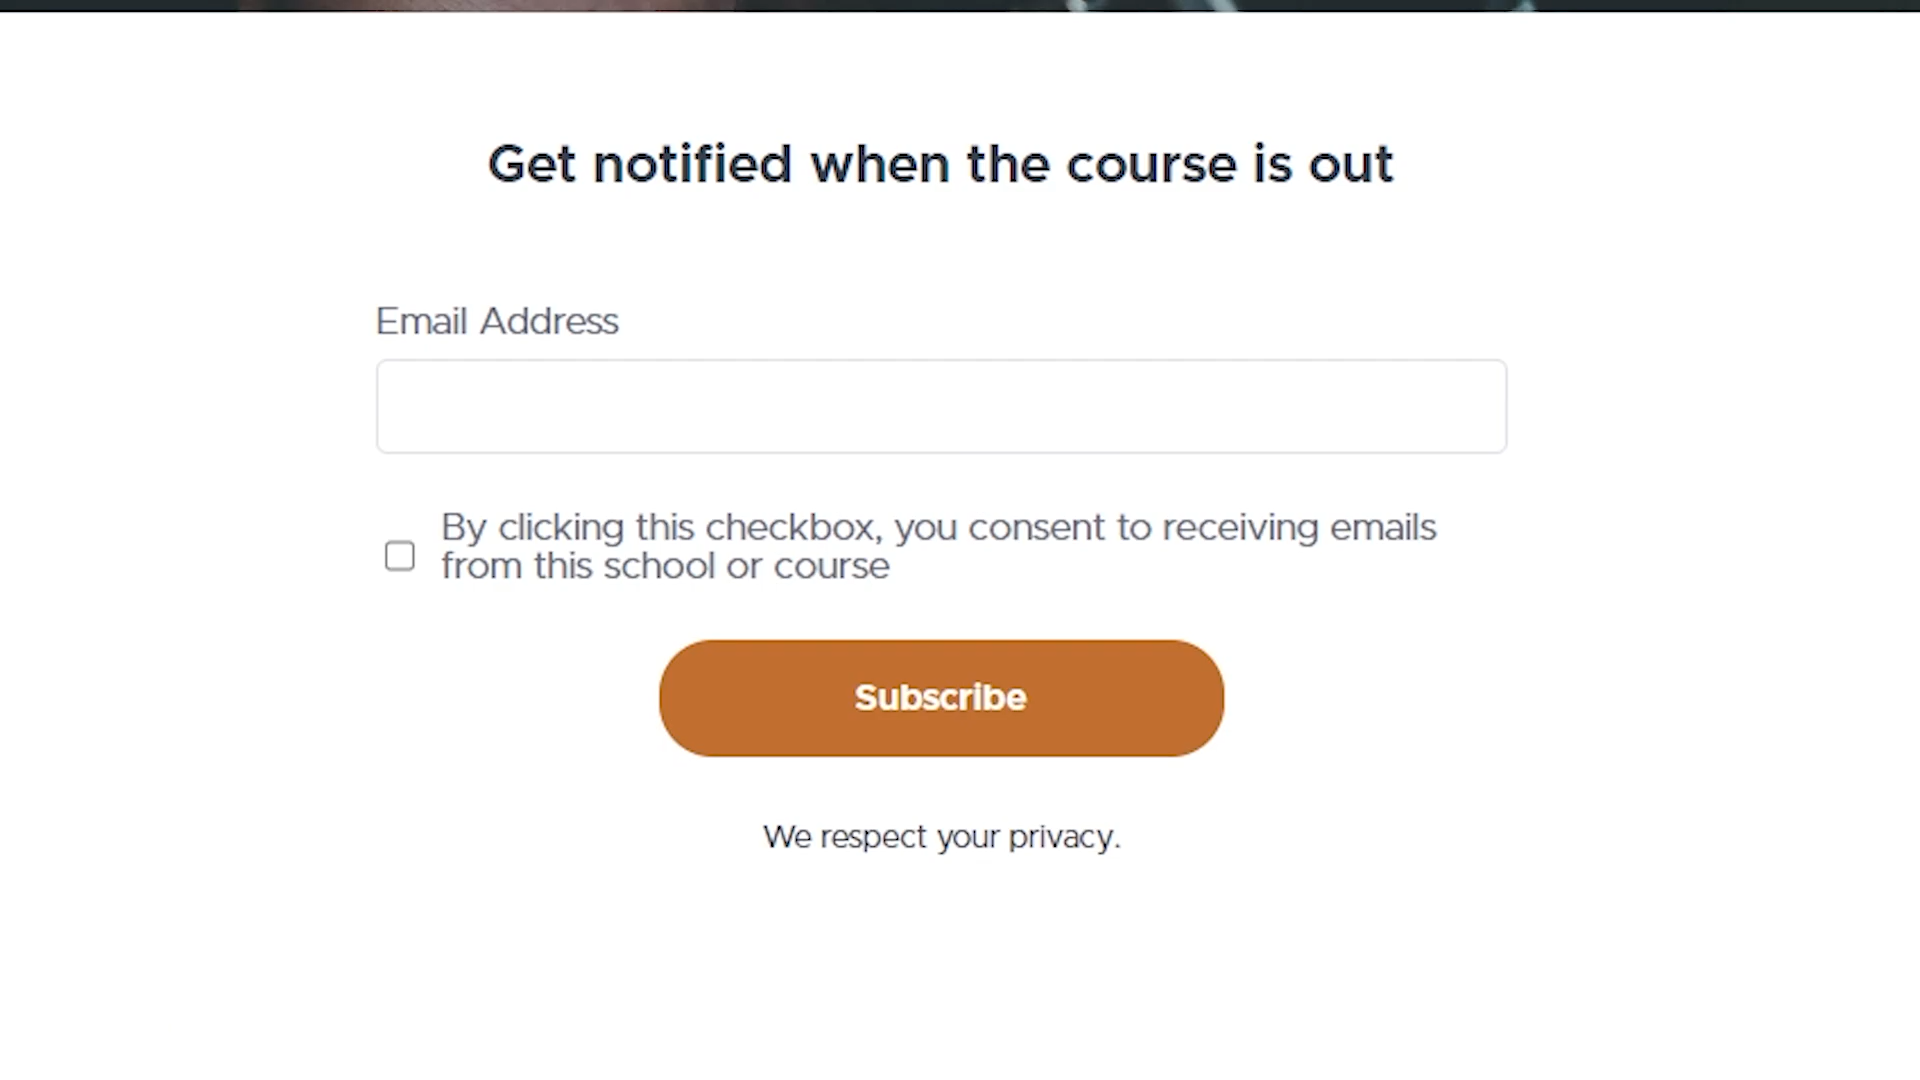 Get notified when the course is out
Email Address
By clicking this checkbox, you consent to receiving emails
from this school or course
Subscribe
We respect your privacy.